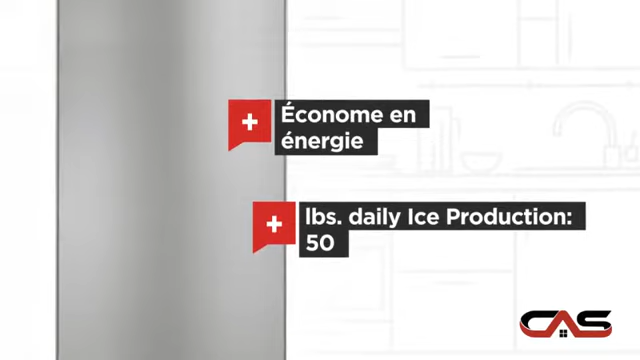 Économe en
énergie
lbs. daily Ice Production:
50
CAS